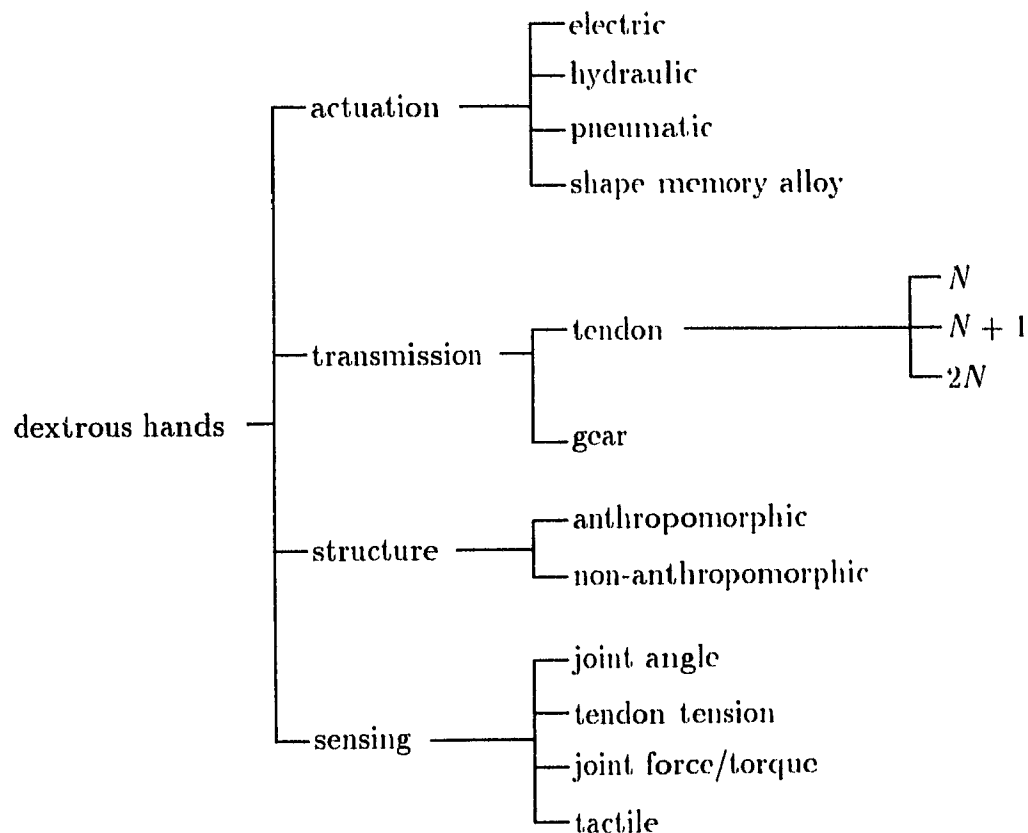 electric
hydraulic
actuation
pneumatic
shape memory alloy
N
tendon
N + 1
transmission
2N
dextrous hands
gear
anthropomorphic
structure
non-anthropomorphic
joint angle
tendon tension
sensing
joint force/torque
tactile